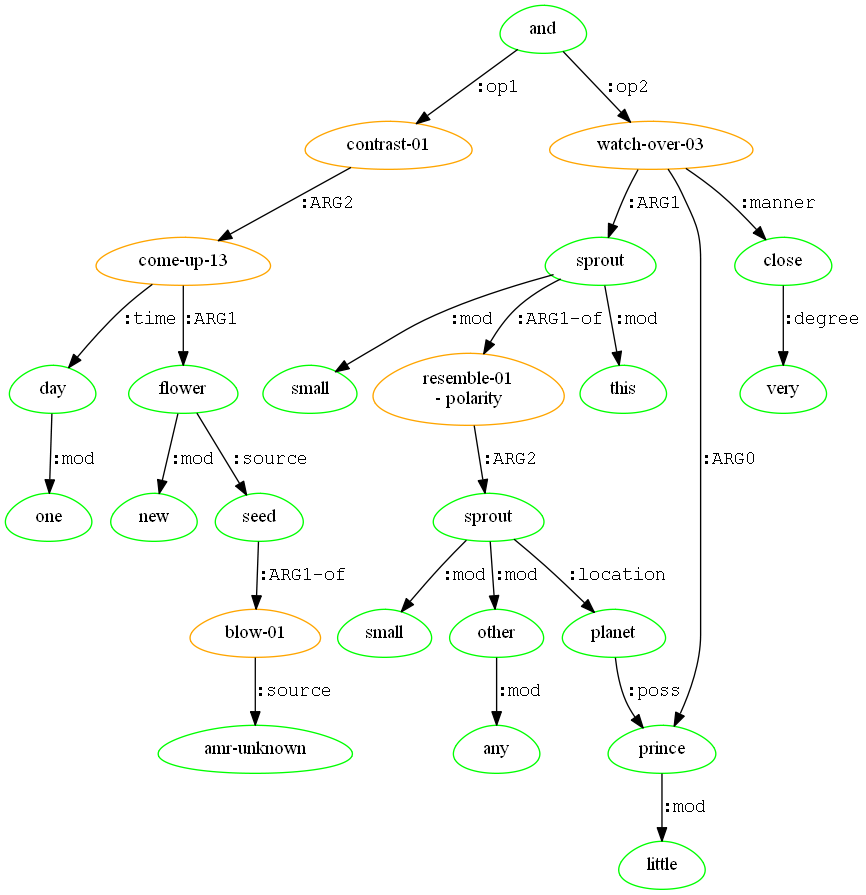 and
:op1
:op2
contrast-01
watch-over-03
:ARG2
:ARG1
:manner
come-up-13
sprout
close
:time
:ARG1
:mod
:ARG1-of
:mod
:degree
day
flower
small
resemble-01
- polarity
this
very
:mod
:mod
:source
:ARG2
:ARG0
one
new
seed
sprout
:ARG1-of
:mod
:mod
:location
blow-01
small
other
planet
:source
:mod
:poss
amr-unknown
any
prince
:mod
little